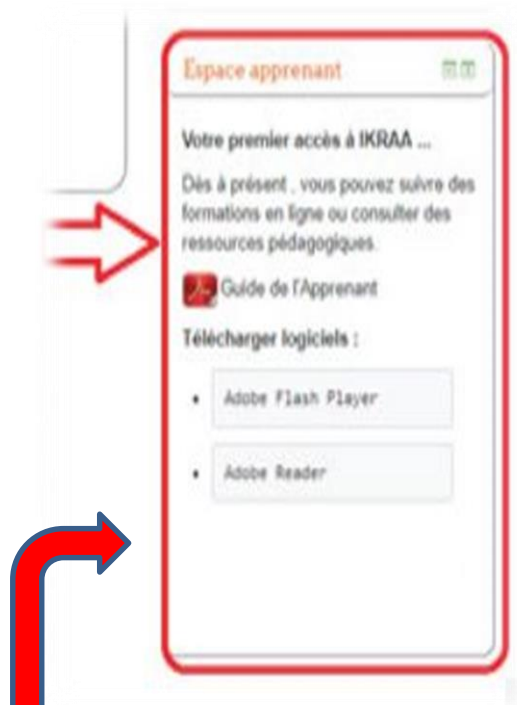 Espace apprenant
Votre premier accès à IKRAA ...
Dès à présent , vous pouvez suivre des
formations en ligne ou consulter des
ressources pédagogiques.
Guide de l'Apprenant
Télécharger logiciels :
• Adobe Flash Player
• Adobe Reader